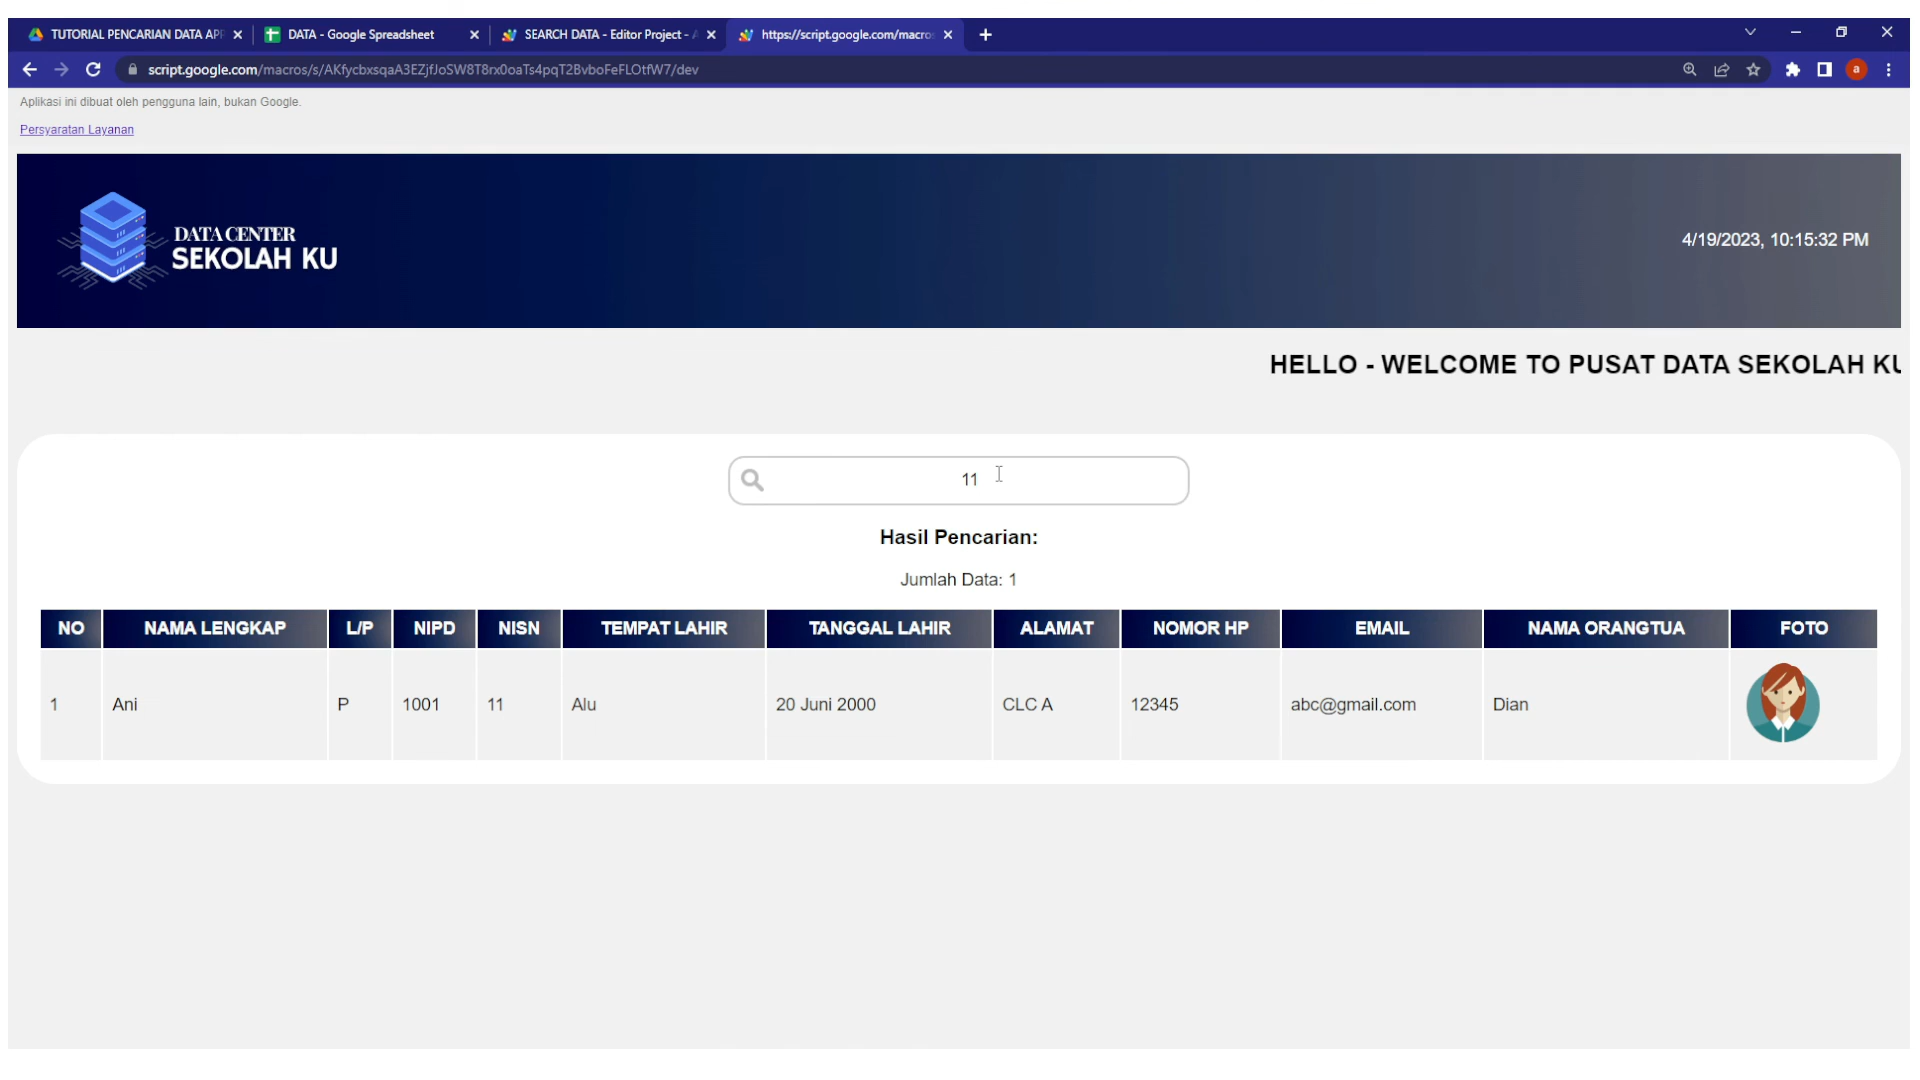 TUTORIAL PENCARIAN DATA AP
DATA - Google Spreadsheet
SEARCH DATA - Editor Project -
https://script.google.com/macro
script.google.com/macros/s/AKfycbxsqaA3EZjfJoSW8T8rx0oaTs4pqT2BvboFeFLOtfW7/dev
a
Aplikasi ini dibuat oleh pengguna lain, bukan Google.
Persyaratan Layanan
DATA CENTER
SEKOLAH KU
4/19/2023, 10:15:32 PM
HELLO - WELCOME TO PUSAT DATA SEKOLAH KU
11
Hasil Pencarian:
Jumlah Data: 1
NO NAMA LENGKAP L/P NIPD NISN TEMPAT LAHIR TANGGAL LAHIR ALAMAT NOMOR HP EMAIL NAMA ORANGTUA FOTO
1 Ani P 1001 11 Alu 20 Juni 2000 CLC A 12345 abc@gmail.com Dian